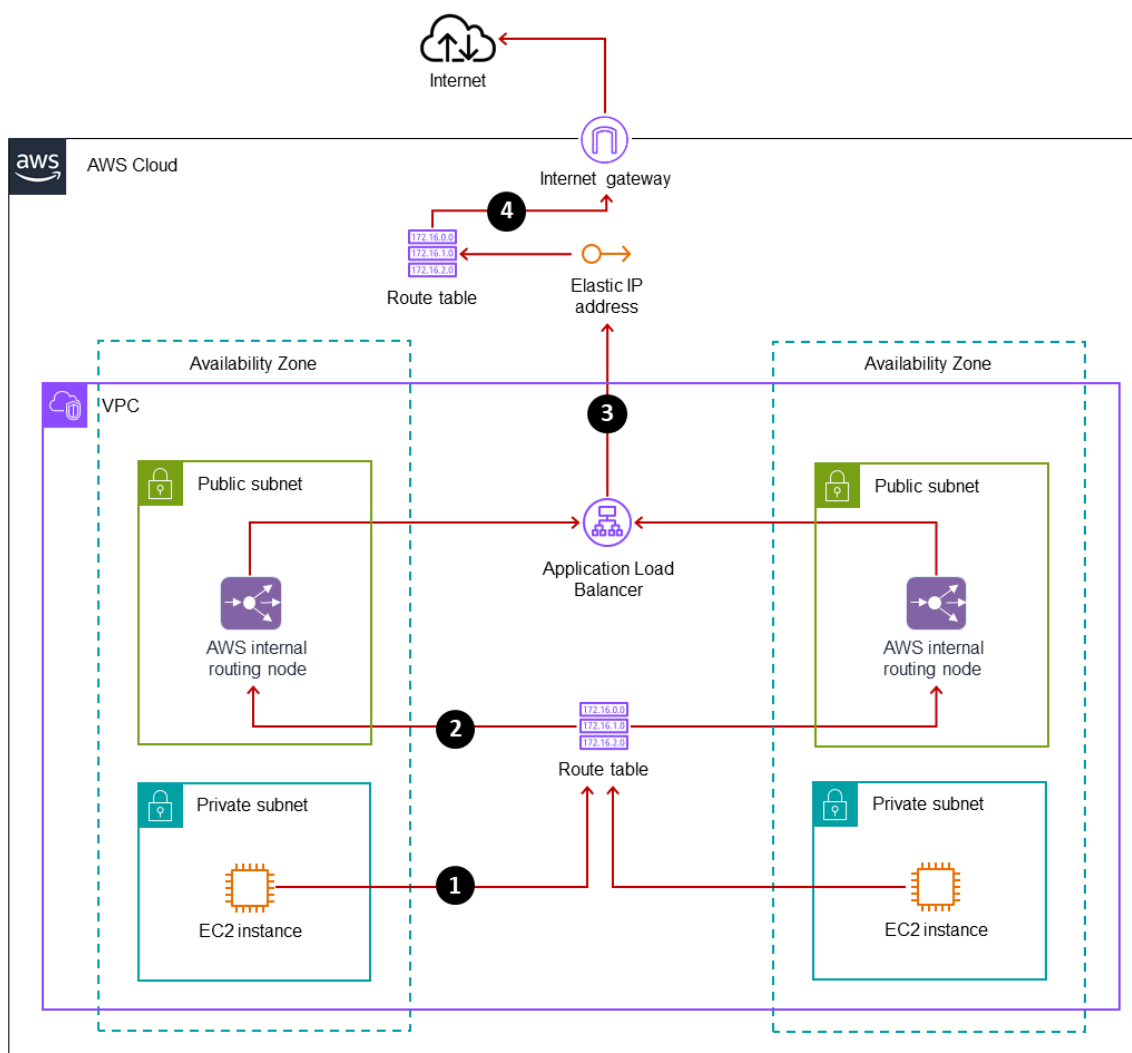 Internet
aws
AWS Cloud
Internet gateway
4
172.16.0.0
172.16.1.0
172.16.2.0
Route table
Elastic IP
address
Availability Zone
Availability Zone
VPC
3
Public subnet
Public subnet
Application Load
Balancer
AWS internal
routing node
AWS internal
routing node
2
172.16.0.0
172.16.1.0
172.16.2.0
Route table
Private subnet
Private subnet
1
EC2 instance
EC2 instance